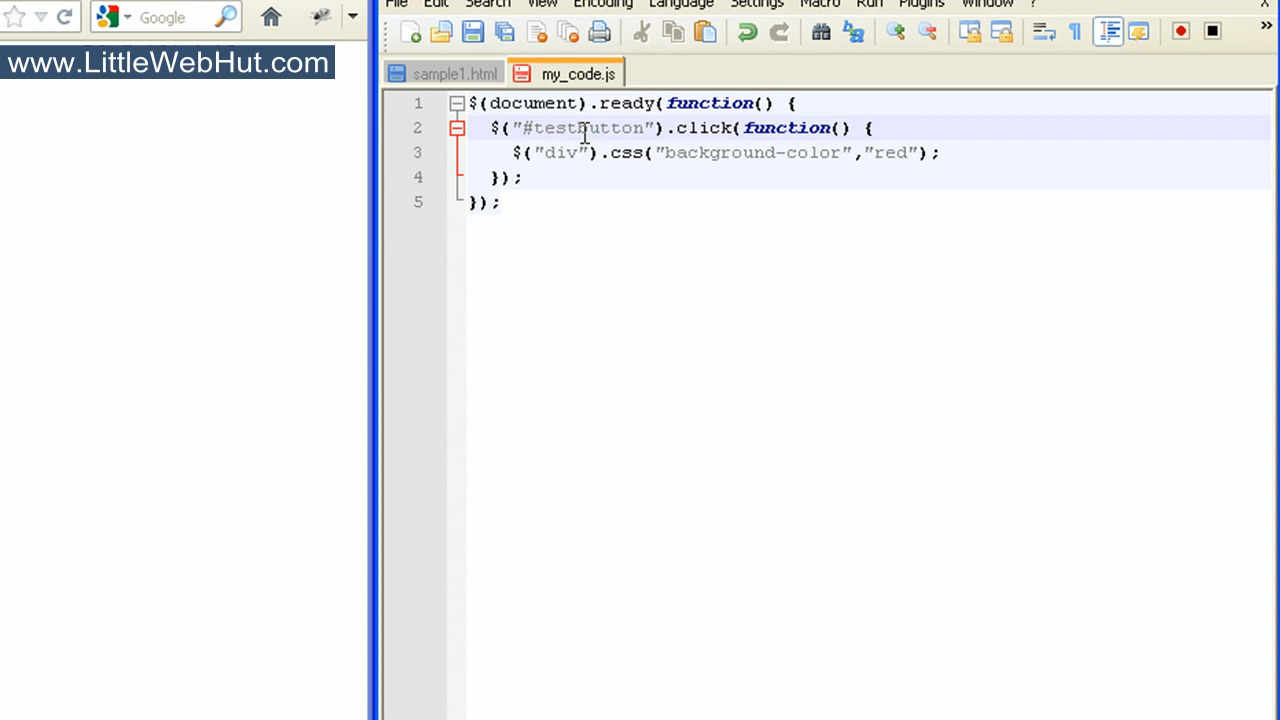 Google
www.LittleWebHut.com
File Edit Search View Settings Encoding Language Settings Macro Run Plugins Window ? X
sample1.html my_code.js
1 $(document).ready(function() {
2 $("#testbutton").click(function() {
3 $("div").css("background-color","red");
4 });
5 });